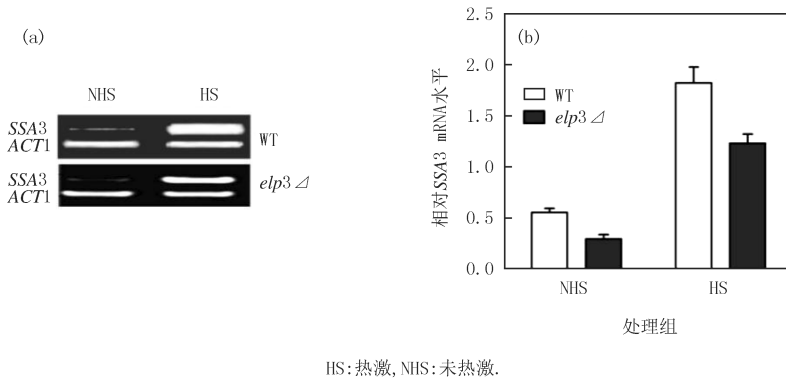 (a)
NHS HS
SSA3
ACT1
WT
SSA3
ACT1
elp3⊿
(b)
相对SSA3 mRNA水平
2.5
2.0
1.5
1.0
0.5
0.0
WT
elp3⊿
NHS HS
处理组
HS:热激,NHS:未热激.